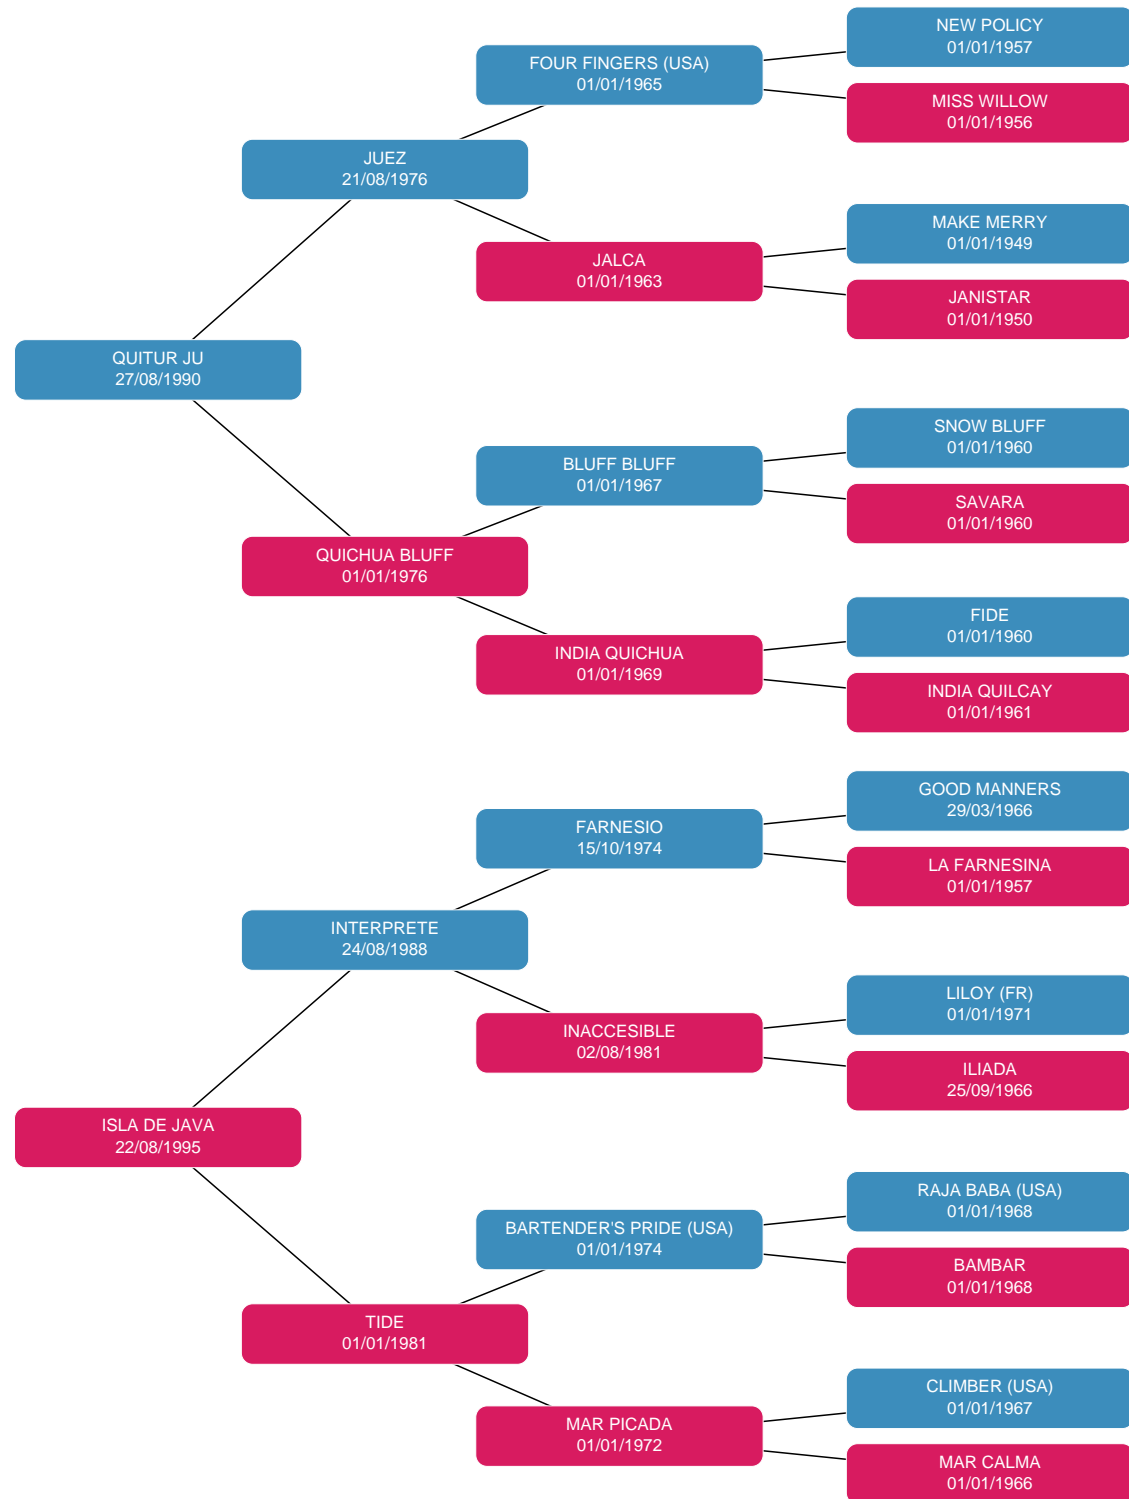 NEW POLICY
01/01/1957
FOUR FINGERS (USA)
01/01/1965
MISS WILLOW
01/01/1956
JUEZ
21/08/1976
MAKE MERRY
01/01/1949
JALCA
01/01/1963
JANISTAR
01/01/1950
QUITUR JU
27/08/1990
SNOW BLUFF
01/01/1960
BLUFF BLUFF
01/01/1967
SAVARA
01/01/1960
QUICHUA BLUFF
01/01/1976
FIDE
01/01/1960
INDIA QUICHUA
01/01/1969
INDIA QUILCAY
01/01/1961
GOOD MANNERS
29/03/1966
FARNESIO
15/10/1974
LA FARNESINA
01/01/1957
INTERPRETE
24/08/1988
LILOY (FR)
01/01/1971
INACCESIBLE
02/08/1981
ILIADA
25/09/1966
ISLA DE JAVA
22/08/1995
RAJA BABA (USA)
01/01/1968
BARTENDER'S PRIDE (USA)
01/01/1974
BAMBAR
01/01/1968
TIDE
01/01/1981
CLIMBER (USA)
01/01/1967
MAR PICADA
01/01/1972
MAR CALMA
01/01/1966